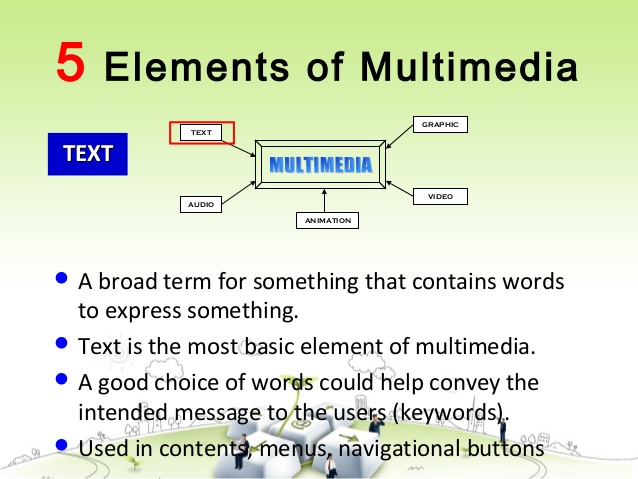 5 Elements of Multimedia
TEXT
GRAPHIC
TEXT
MULTIMEDIA
AUDIO
VIDEO
ANIMATION
A broad term for something that contains words
to express something.
Text is the most basic element of multimedia.
A good choice of words could help convey the
intended message to the users (keywords).
Used in contents, menus, navigational buttons